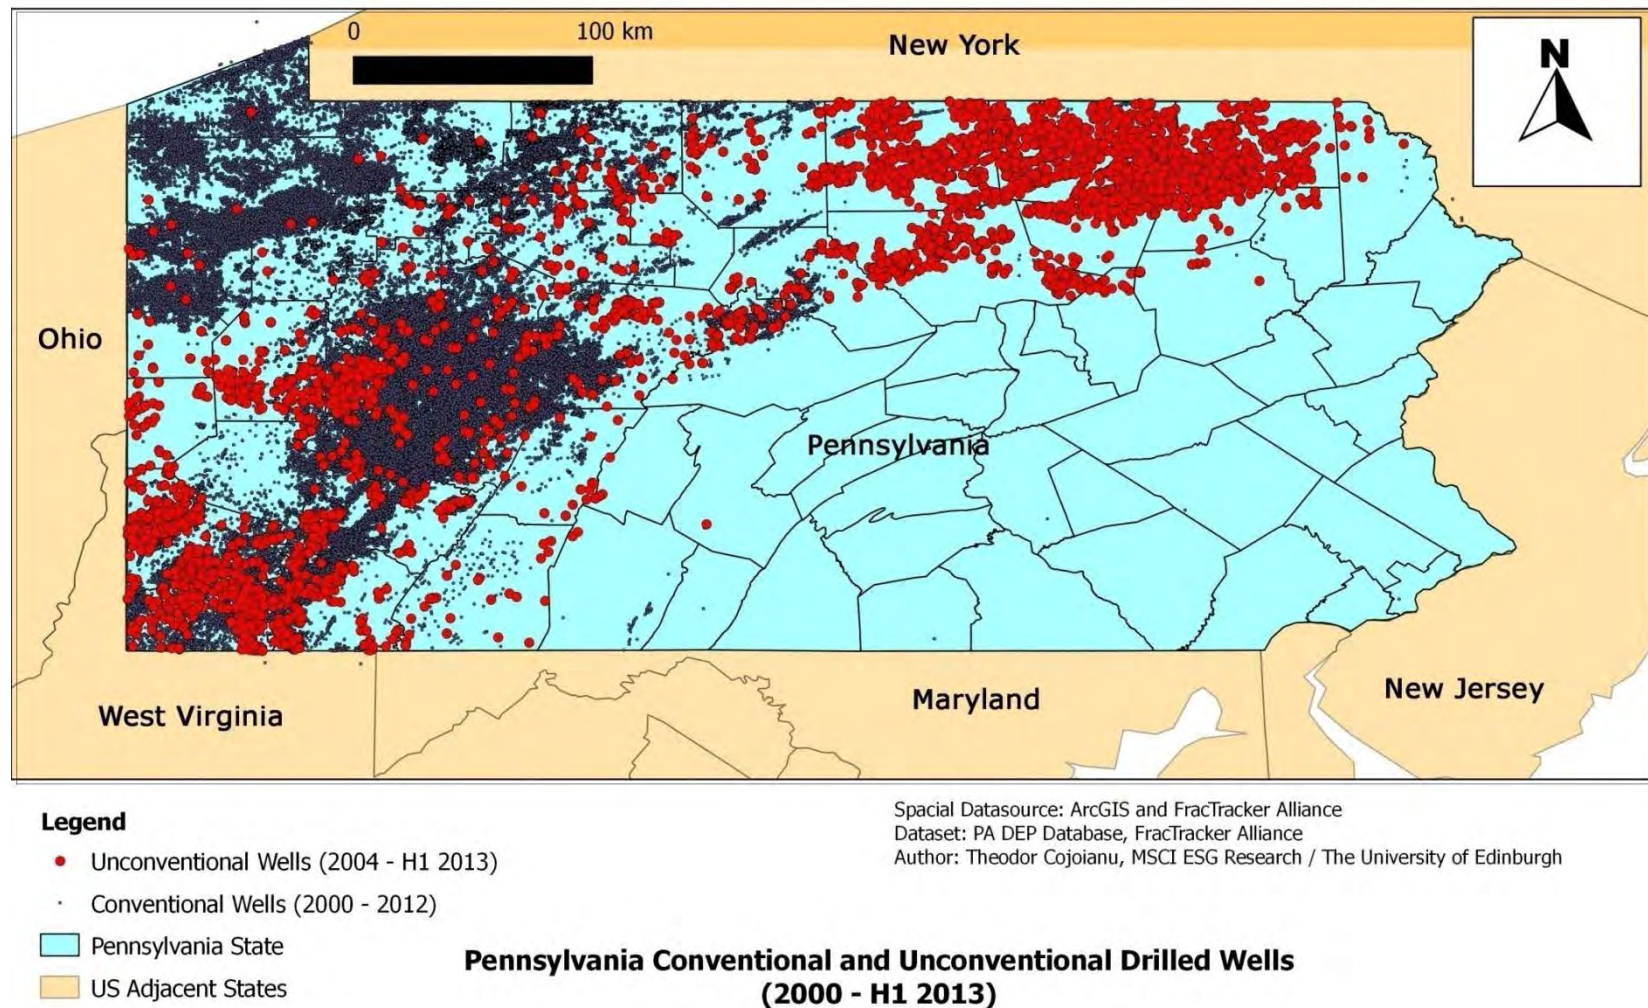 0 100 km
New York
N
Ohio
Pennsylvania
West Virginia
Maryland
New Jersey
Legend
Unconventional Wells (2004 - H1 2013)
Conventional Wells (2000 - 2012)
Pennsylvania State
US Adjacent States
Spacial Datasource: ArcGIS and FracTracker Alliance
Dataset: PA DEP Database, FracTracker Alliance
Author: Theodor Cojoianu, MSCI ESG Research / The University of Edinburgh
Pennsylvania Conventional and Unconventional Drilled Wells
(2000 - H1 2013)